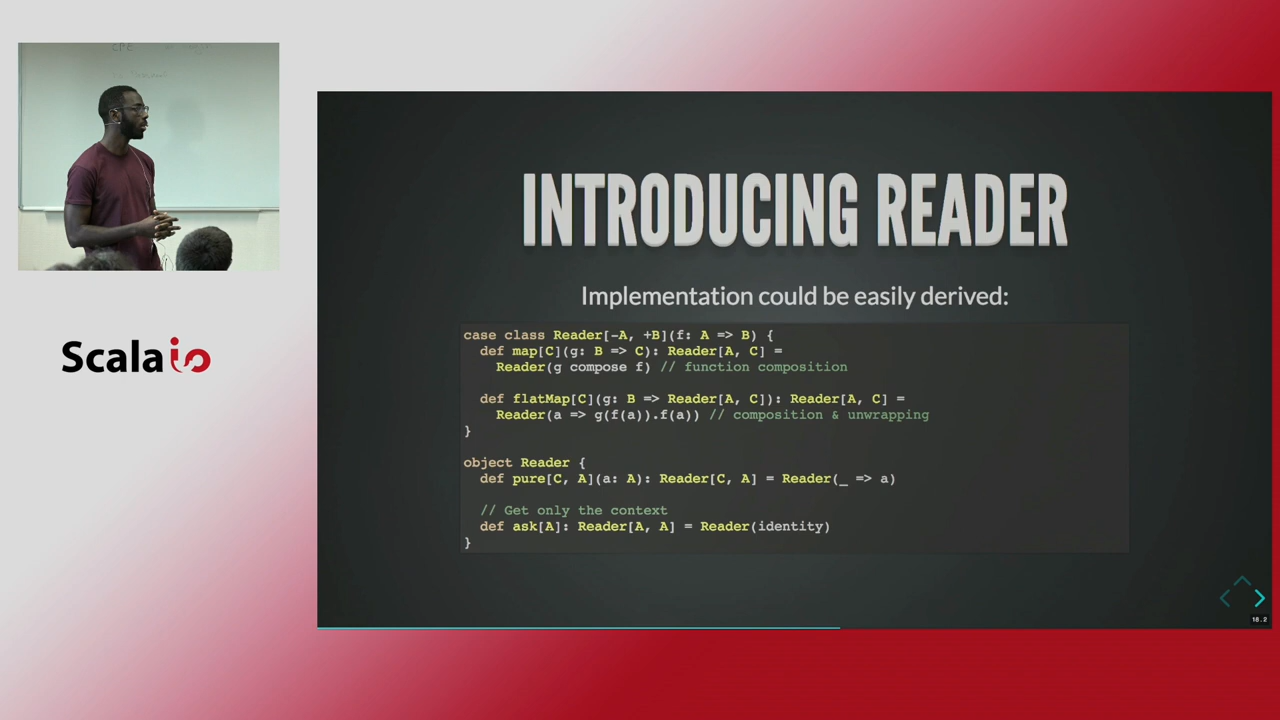 Scala.io
INTRODUCING READER
Implementation could be easily derived:
case class Reader[-A, +B](f: A => B) {
  def map[C](g: B => C): Reader[A, C] =
    Reader(g compose f) // function composition
  def flatMap[C](g: B => Reader[A, C]): Reader[A, C] =
    Reader(a => g(f(a)).f(a)) // composition & unwrapping
}
object Reader {
  def pure[C, A](a: A): Reader[C, A] = Reader(_ => a)
  // Get only the context
  def ask[A]: Reader[A, A] = Reader(identity)
}
18.2